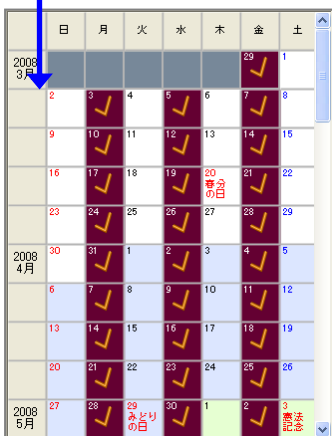 日 月 火 水 木 金 土
2008 3月 29 1
2 3 4 5 6 7 8
9 10 11 12 13 14 15
16 17 18 19 20 春分の日 21 22
23 24 25 26 27 28 29
2008 4月 30 31 1 2 3 4 5
6 7 8 9 10 11 12
13 14 15 16 17 18 19
20 21 22 23 24 25 26
2008 5月 27 28 29 みどりの日 30 1 2 3 憲法記念